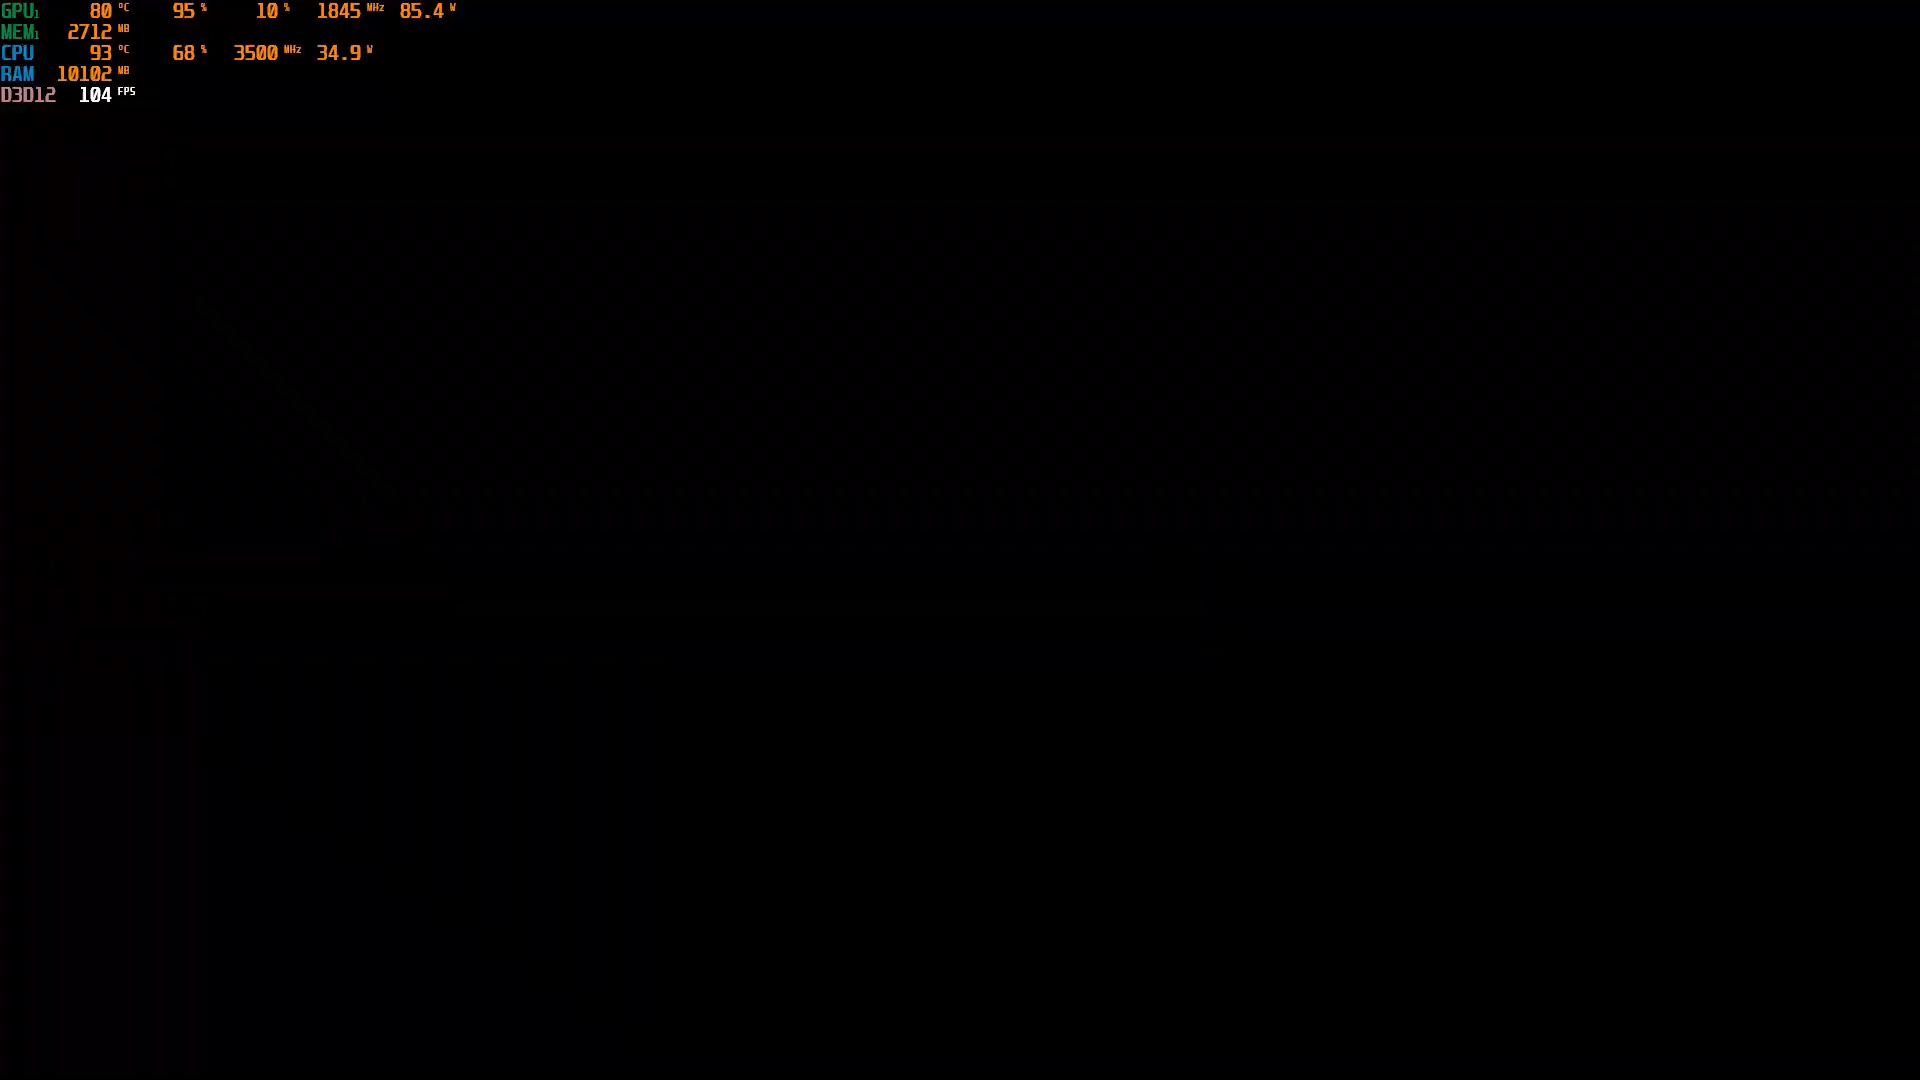 GPU1 80 °C 95 % 10 % 1845 MHz 85.4 W
MEM1 2712 MB
CPU 93 °C 68 % 3500 MHz 34.9 W
RAM 10102 MB
D3D12 104 FPS